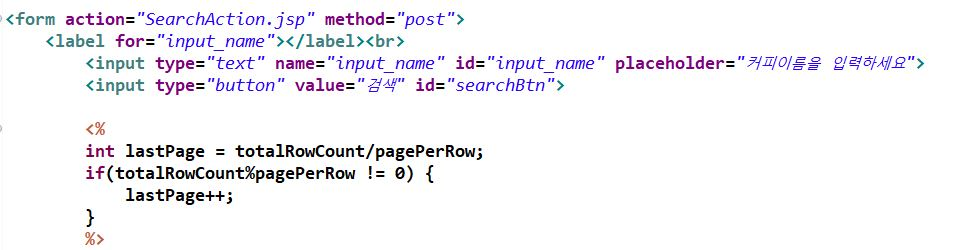 <form action="SearchAction.jsp" method="post">
<label for="input_name"></label><br>
<input type="text" name="input_name" id="input_name" placeholder="커피이름을 입력하세요">
<input type="button" value="검색" id="searchBtn">
<%
int lastPage = totalRowCount/pagePerRow;
if(totalRowCount%pagePerRow != 0) {
lastPage++;
}
%>